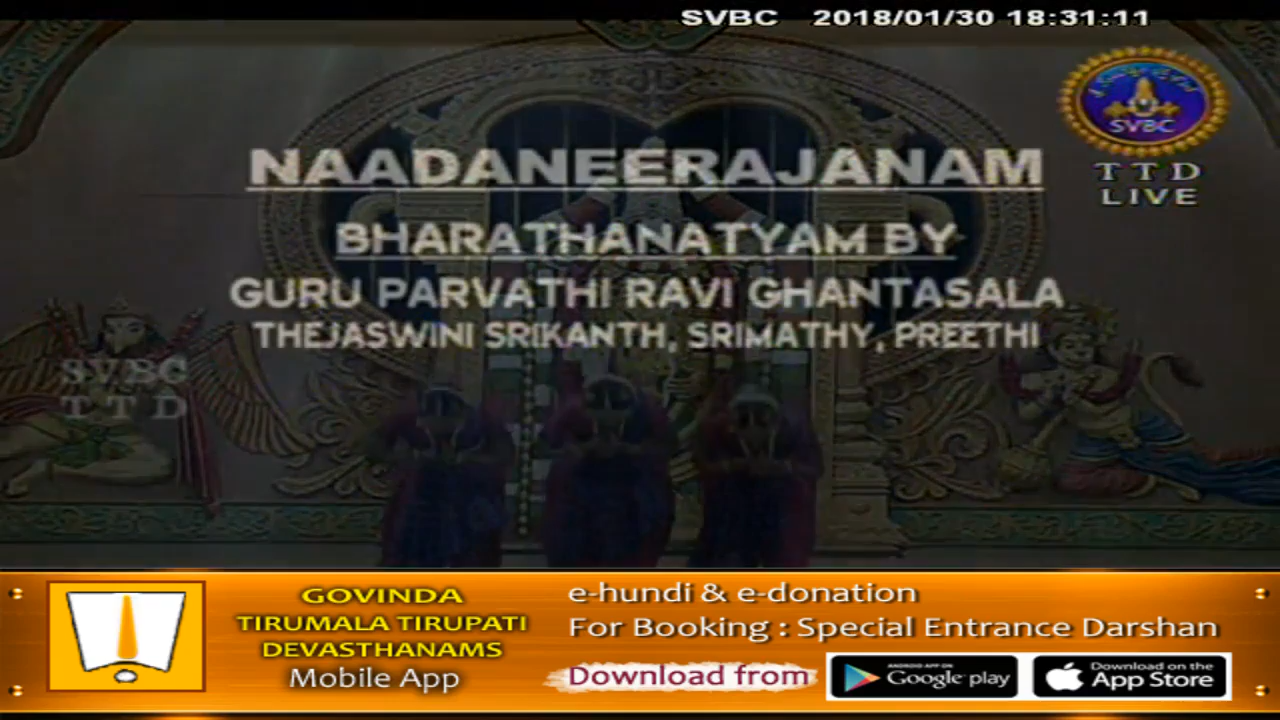 SVBC 2018/01/30 18:31:11
SVBC
TTD
LIVE
NAADANEERAJANAM
BHARATHANATYAM BY
GURU PARVATHI RAVI GHANTASALA
THEJASWINI SRIKANTH, SRIMATHY, PREETHI
SVBC
TTD
GOVINDA
TIRUMALA TIRUPATI
DEVASTHANAMS
Mobile App
e-hundi & e-donation
For Booking : Special Entrance Darshan
Download from
ANDROID APP ON
Google play
Download on the
App Store